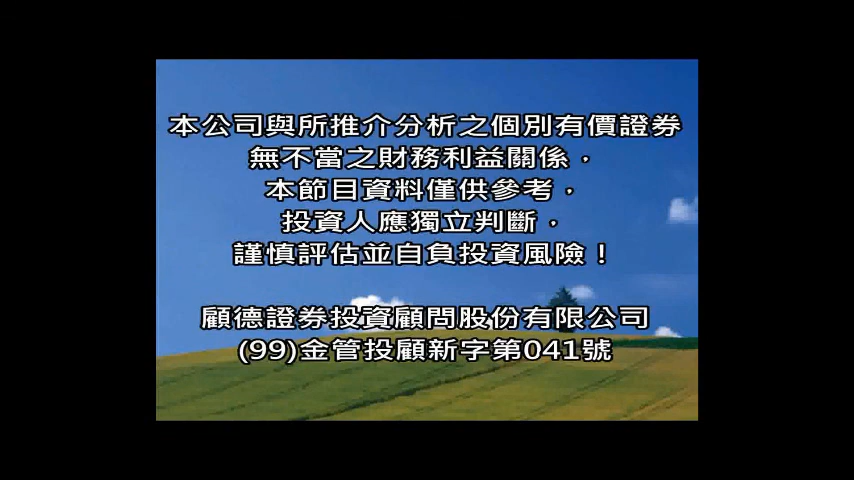 本公司與所推介分析之個別有價證券
無不當之財務利益關係，
本節目資料僅供參考，
投資人應獨立判斷，
謹慎評估並自負投資風險！
顧德證券投資顧問股份有限公司
(99)金管投顧新字第041號